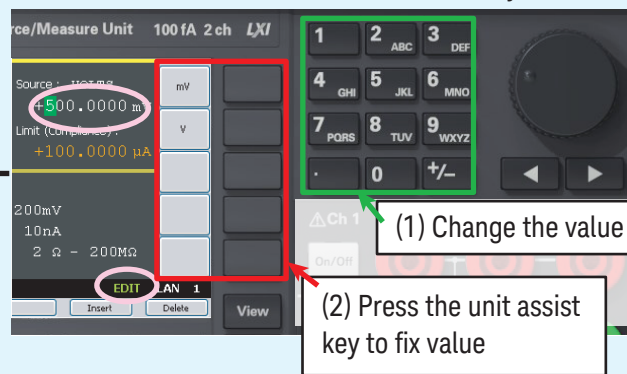 rce/Measure Unit 100 fA 2 ch LXI
Source : VOLTS
+500.0000 m
Limit (Compliance) :
+100.0000 µA
200mV
10nA
2 Ω - 200MΩ
EDIT LAN 1
Insert Delete
mV
V
View
1 2 ABC 3 DEF
4 GHI 5 JKL 6 MNO
7 PQRS 8 TUV 9 WXYZ
. 0 +/−
◀ ▶
⚠Ch 1
On/Off
(1) Change the value
(2) Press the unit assist
key to fix value